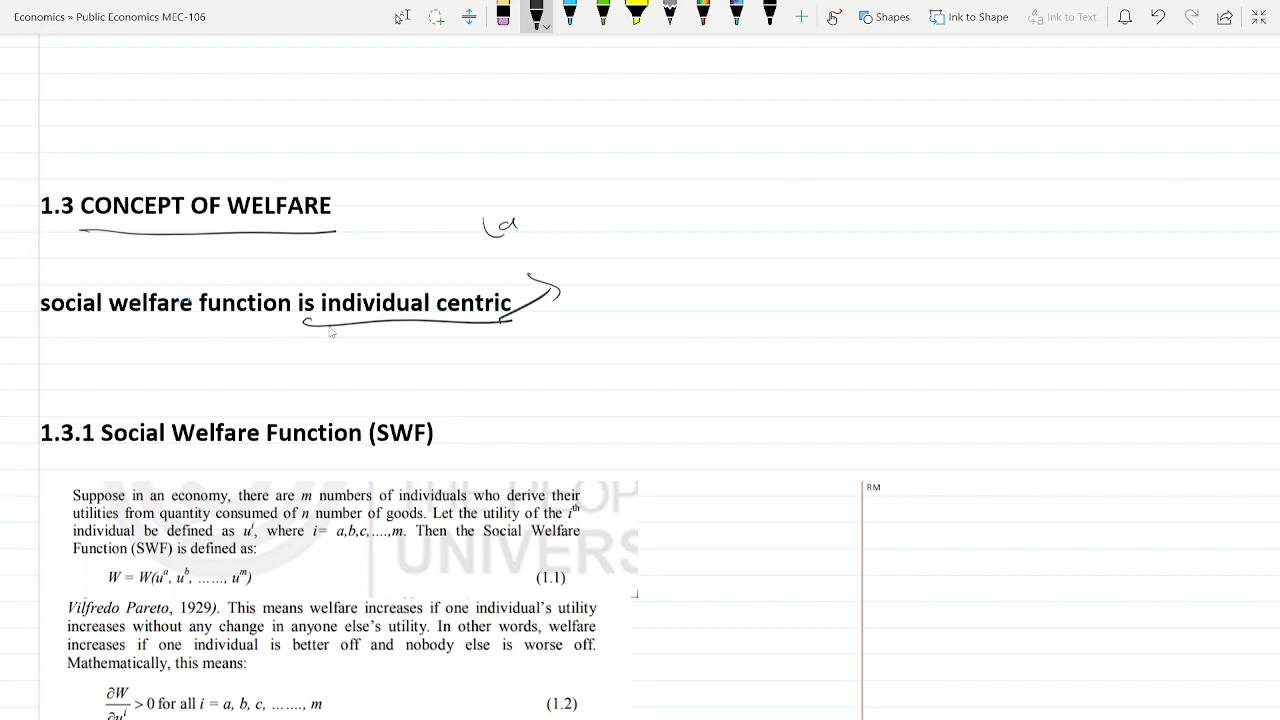 Economics » Public Economics MEC-106
Shapes
Ink to Shape
Ink to Text
1.3 CONCEPT OF WELFARE
social welfare function is individual centric
1.3.1 Social Welfare Function (SWF)
Suppose in an economy, there are m numbers of individuals who derive their
utilities from quantity consumed of n number of goods. Let the utility of the iᵗʰ
individual be defined as uⁱ, where i= a,b,c,....,m. Then the Social Welfare
Function (SWF) is defined as:
W = W(uᵃ, uᵇ, ......, uᵐ) (1.1)
Vilfredo Pareto, 1929). This means welfare increases if one individual's utility
increases without any change in anyone else's utility. In other words, welfare
increases if one individual is better off and nobody else is worse off.
Mathematically, this means:
∂W/∂uⁱ > 0 for all i = a, b, c, ......., m (1.2)
RM